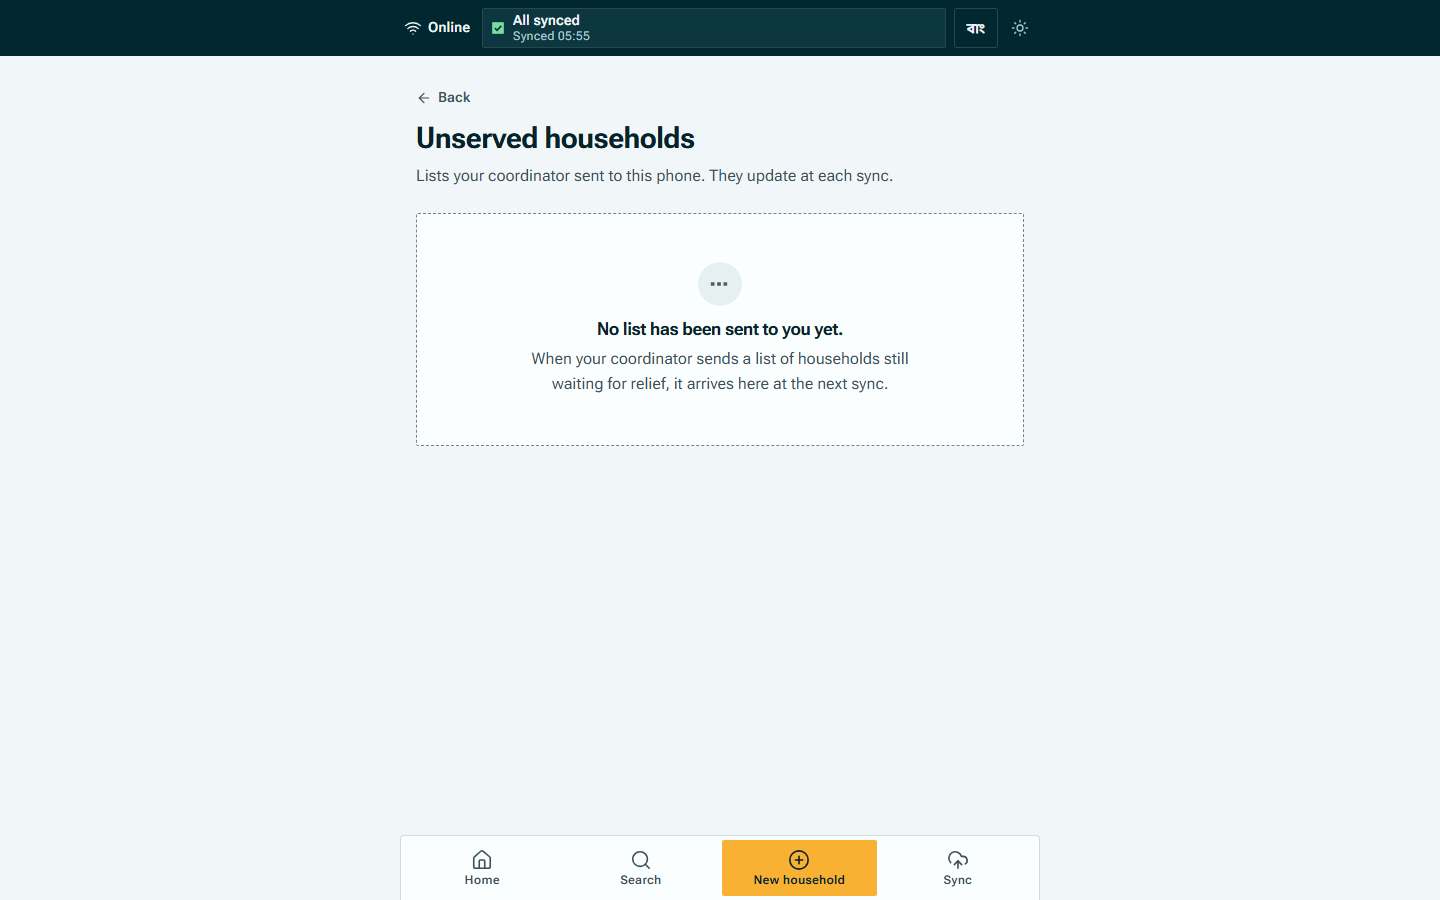 Online
All synced
Synced 05:55
বাং
Back
Unserved households
Lists your coordinator sent to this phone. They update at each sync.
No list has been sent to you yet.
When your coordinator sends a list of households still
waiting for relief, it arrives here at the next sync.
Home
Search
New household
Sync